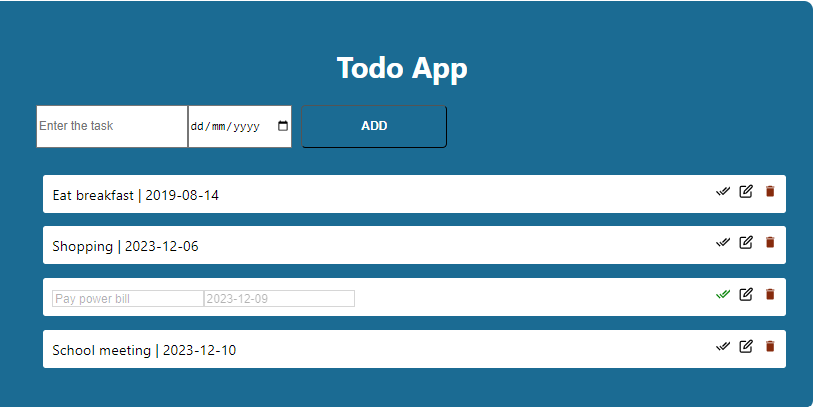 Todo App
Enter the task dd/mm/yyyy ADD
Eat breakfast | 2019-08-14
Shopping | 2023-12-06
Pay power bill 2023-12-09
School meeting | 2023-12-10